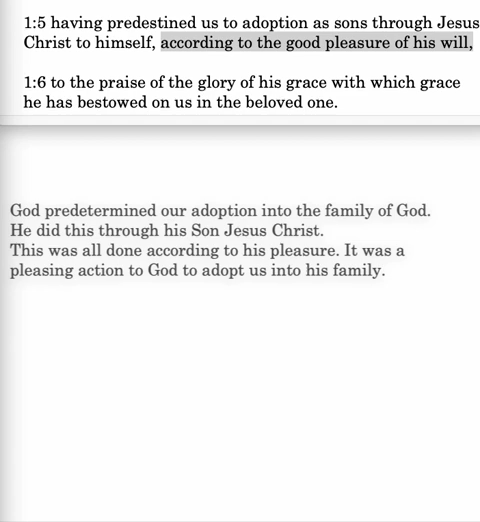 1:5 having predestined us to adoption as sons through Jesus
Christ to himself, according to the good pleasure of his will,
1:6 to the praise of the glory of his grace with which grace
he has bestowed on us in the beloved one.
God predetermined our adoption into the family of God.
He did this through his Son Jesus Christ.
This was all done according to his pleasure. It was a
pleasing action to God to adopt us into his family.